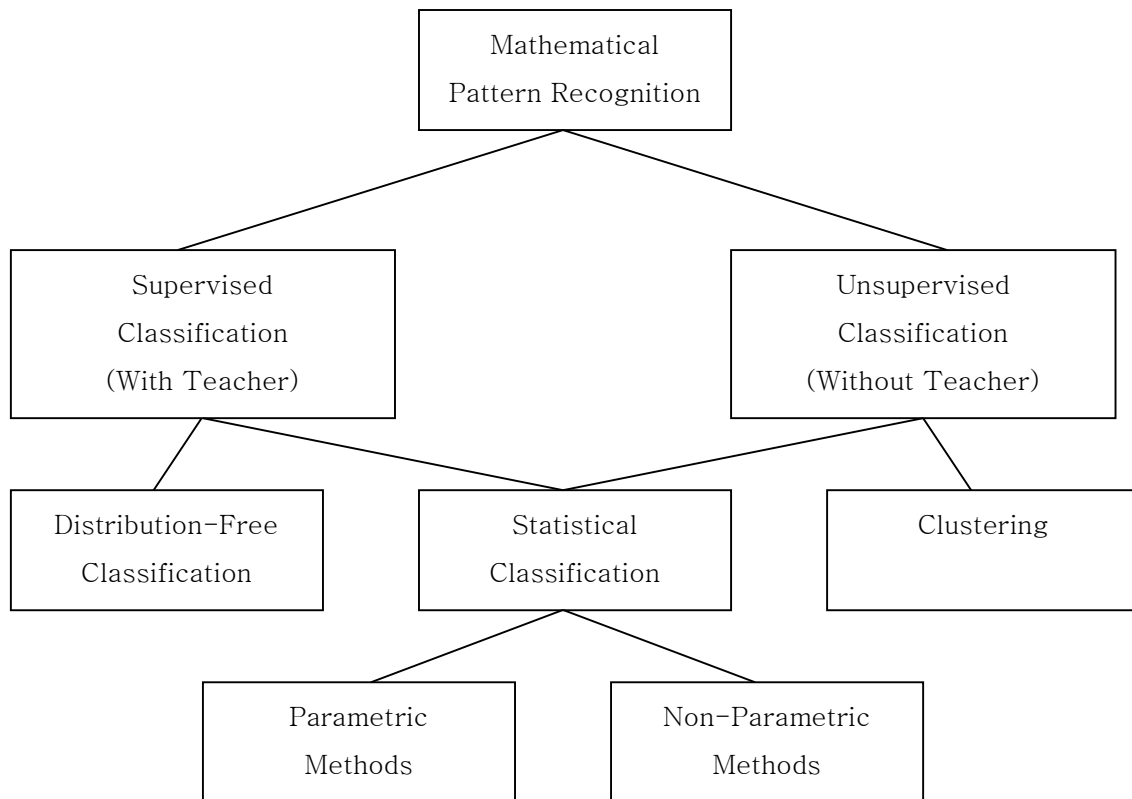 Mathematical
Pattern Recognition
Supervised
Classification
(With Teacher)
Unsupervised
Classification
(Without Teacher)
Distribution-Free
Classification
Statistical
Classification
Clustering
Parametric
Methods
Non-Parametric
Methods